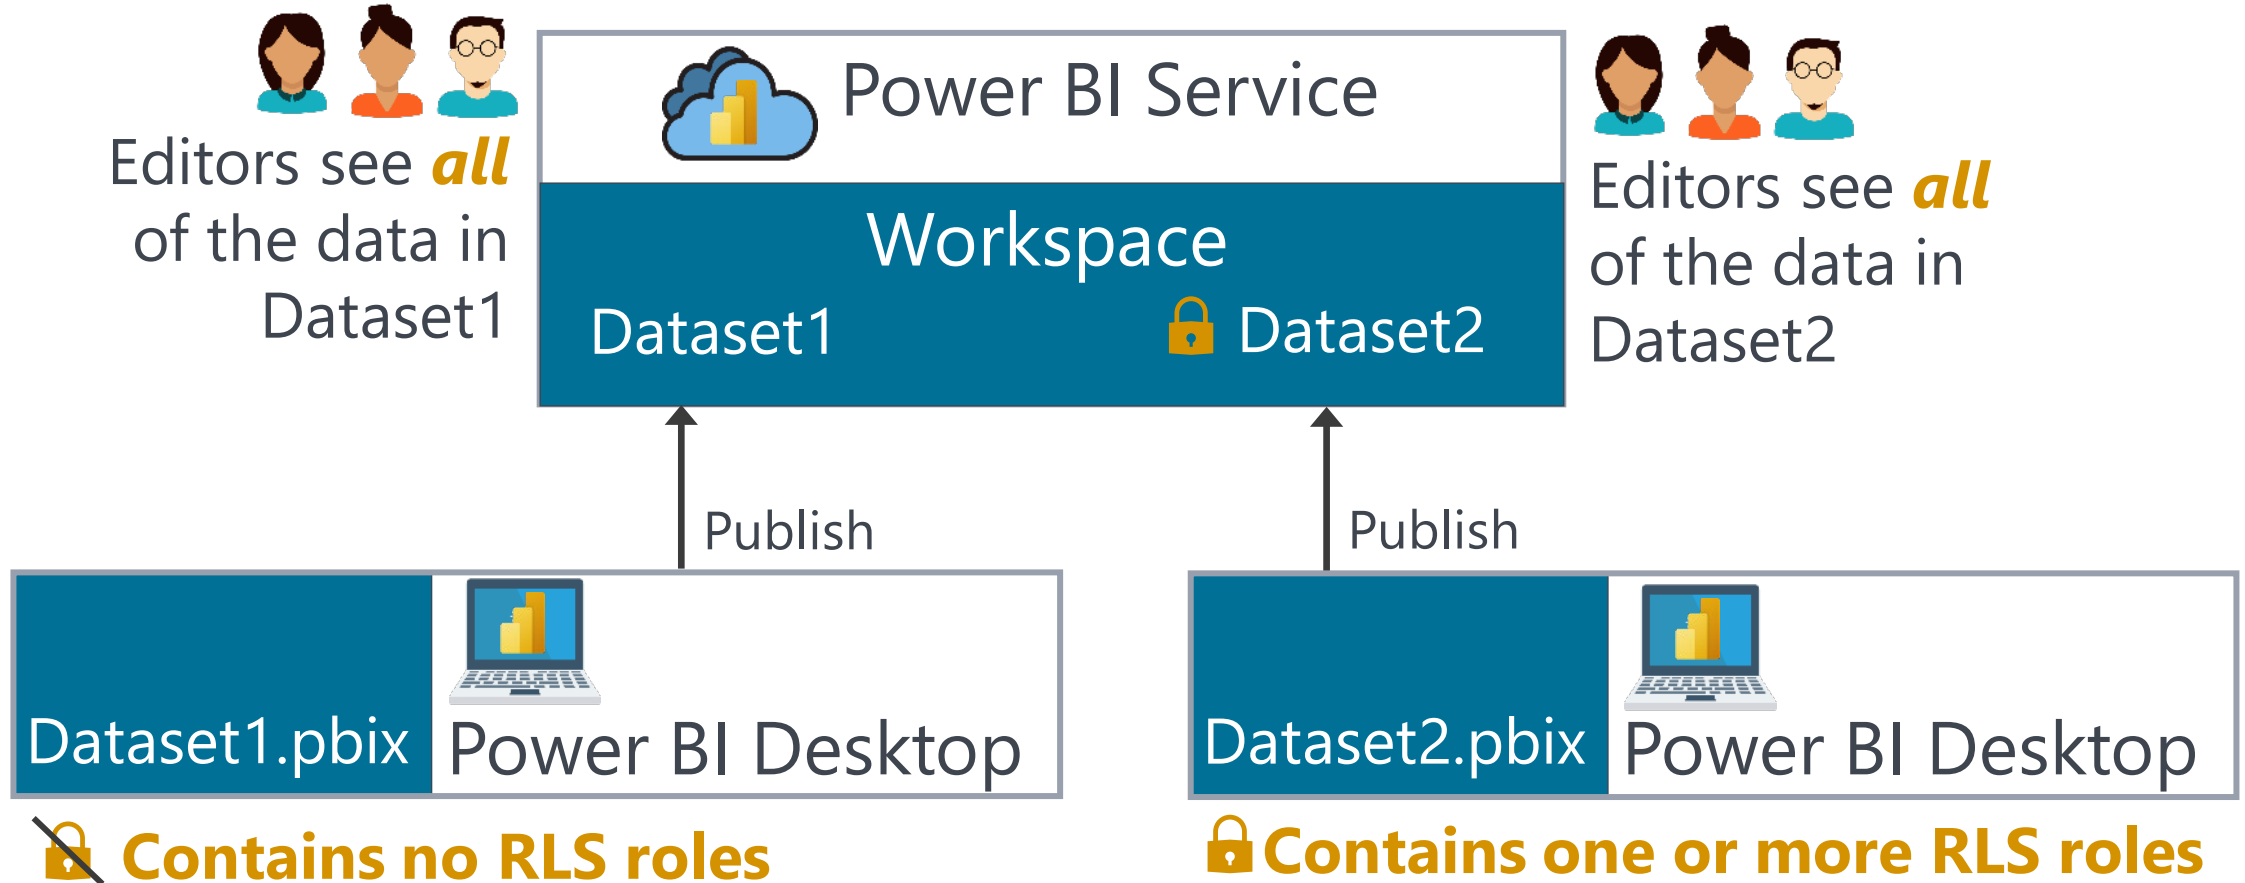 Editors see all
of the data in
Dataset1
Power BI Service
Workspace
Dataset1
Dataset2
Editors see all
of the data in
Dataset2
Publish
Publish
Dataset1.pbix
Power BI Desktop
Dataset2.pbix
Power BI Desktop
Contains no RLS roles
Contains one or more RLS roles